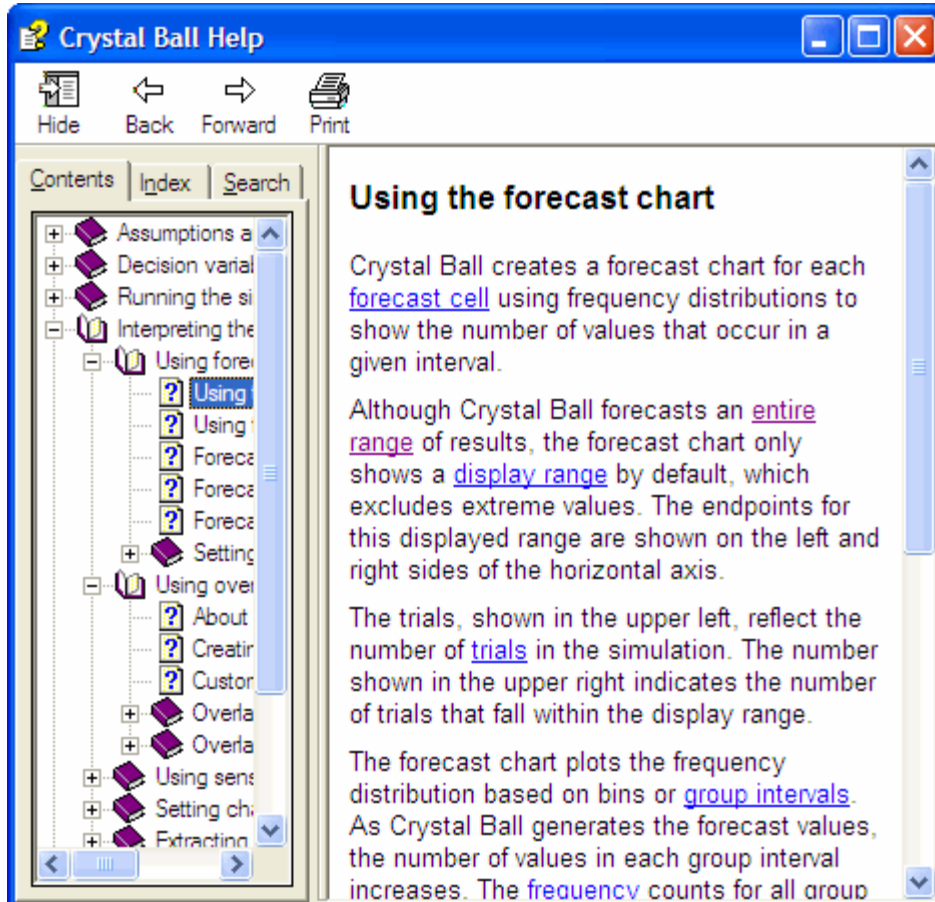 Crystal Ball Help
Hide Back Forward Print
Contents Index Search
Assumptions a
Decision varial
Running the si
Interpreting the
Using fore
Using
Using
Foreca
Foreca
Foreca
Setting
Using over
About
Creatin
Custon
Overla
Overla
Using sens
Setting cha
Extracting
Using the forecast chart
Crystal Ball creates a forecast chart for each
forecast cell using frequency distributions to
show the number of values that occur in a
given interval.
Although Crystal Ball forecasts an entire
range of results, the forecast chart only
shows a display range by default, which
excludes extreme values. The endpoints for
this displayed range are shown on the left and
right sides of the horizontal axis.
The trials, shown in the upper left, reflect the
number of trials in the simulation. The number
shown in the upper right indicates the number
of trials that fall within the display range.
The forecast chart plots the frequency
distribution based on bins or group intervals.
As Crystal Ball generates the forecast values,
the number of values in each group interval
increases. The frequency counts for all group